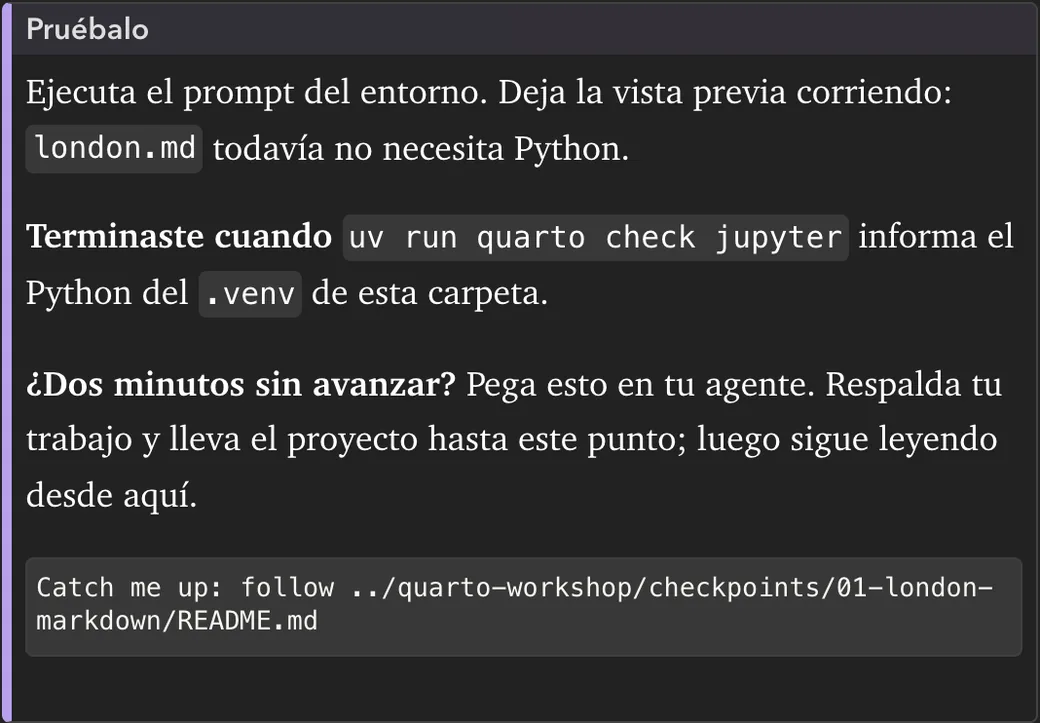 Pruébalo
Ejecuta el prompt del entorno. Deja la vista previa corriendo:
london.md todavía no necesita Python.
Terminaste cuando uv run quarto check jupyter informa el
Python del .venv de esta carpeta.
¿Dos minutos sin avanzar? Pega esto en tu agente. Respalda tu
trabajo y lleva el proyecto hasta este punto; luego sigue leyendo
desde aquí.
Catch me up: follow ../quarto-workshop/checkpoints/01-london-
markdown/README.md